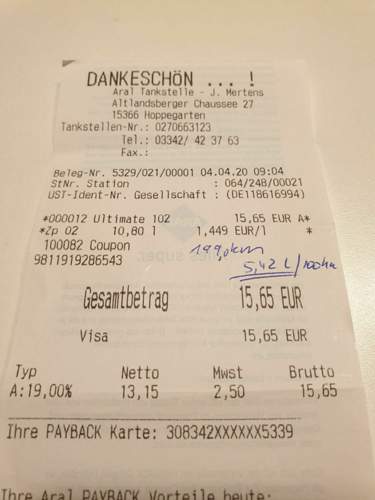 DANKESCHÖN ... !
Aral Tankstelle - J. Mertens
Altlandsberger Chaussee 27
15366 Hoppegarten
Tankstellen-Nr.: 0270663123
Tel.: 03342/ 42 37 63
Fax.:
Beleg-Nr. 5329/021/00001 04.04.20 09:04
StNr. Station : 064/248/00021
UST-Ident-Nr. Gesellschaft : (DE118616994)
*000012 Ultimate 102 15,65 EUR A*
*Zp 02 10,80 l 1,449 EUR/l *
100082 Coupon 199,0km
9811919286543 5,42 l/100km
Gesamtbetrag 15,65 EUR
Visa 15,65 EUR
Typ Netto Mwst Brutto
A:19,00% 13,15 2,50 15,65
Ihre PAYBACK Karte: 308342XXXXXX5339
Ihre Aral PAYBACK Vorteile heute: